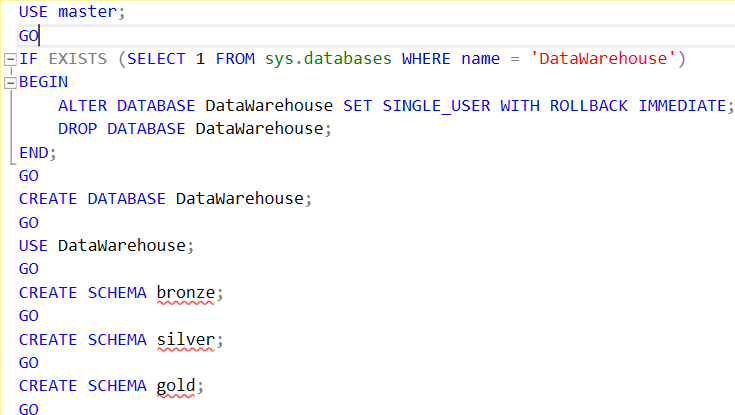 USE master;
GO
IF EXISTS (SELECT 1 FROM sys.databases WHERE name = 'DataWarehouse')
BEGIN
    ALTER DATABASE DataWarehouse SET SINGLE_USER WITH ROLLBACK IMMEDIATE;
    DROP DATABASE DataWarehouse;
END;
GO
CREATE DATABASE DataWarehouse;
GO
USE DataWarehouse;
GO
CREATE SCHEMA bronze;
GO
CREATE SCHEMA silver;
GO
CREATE SCHEMA gold;
GO